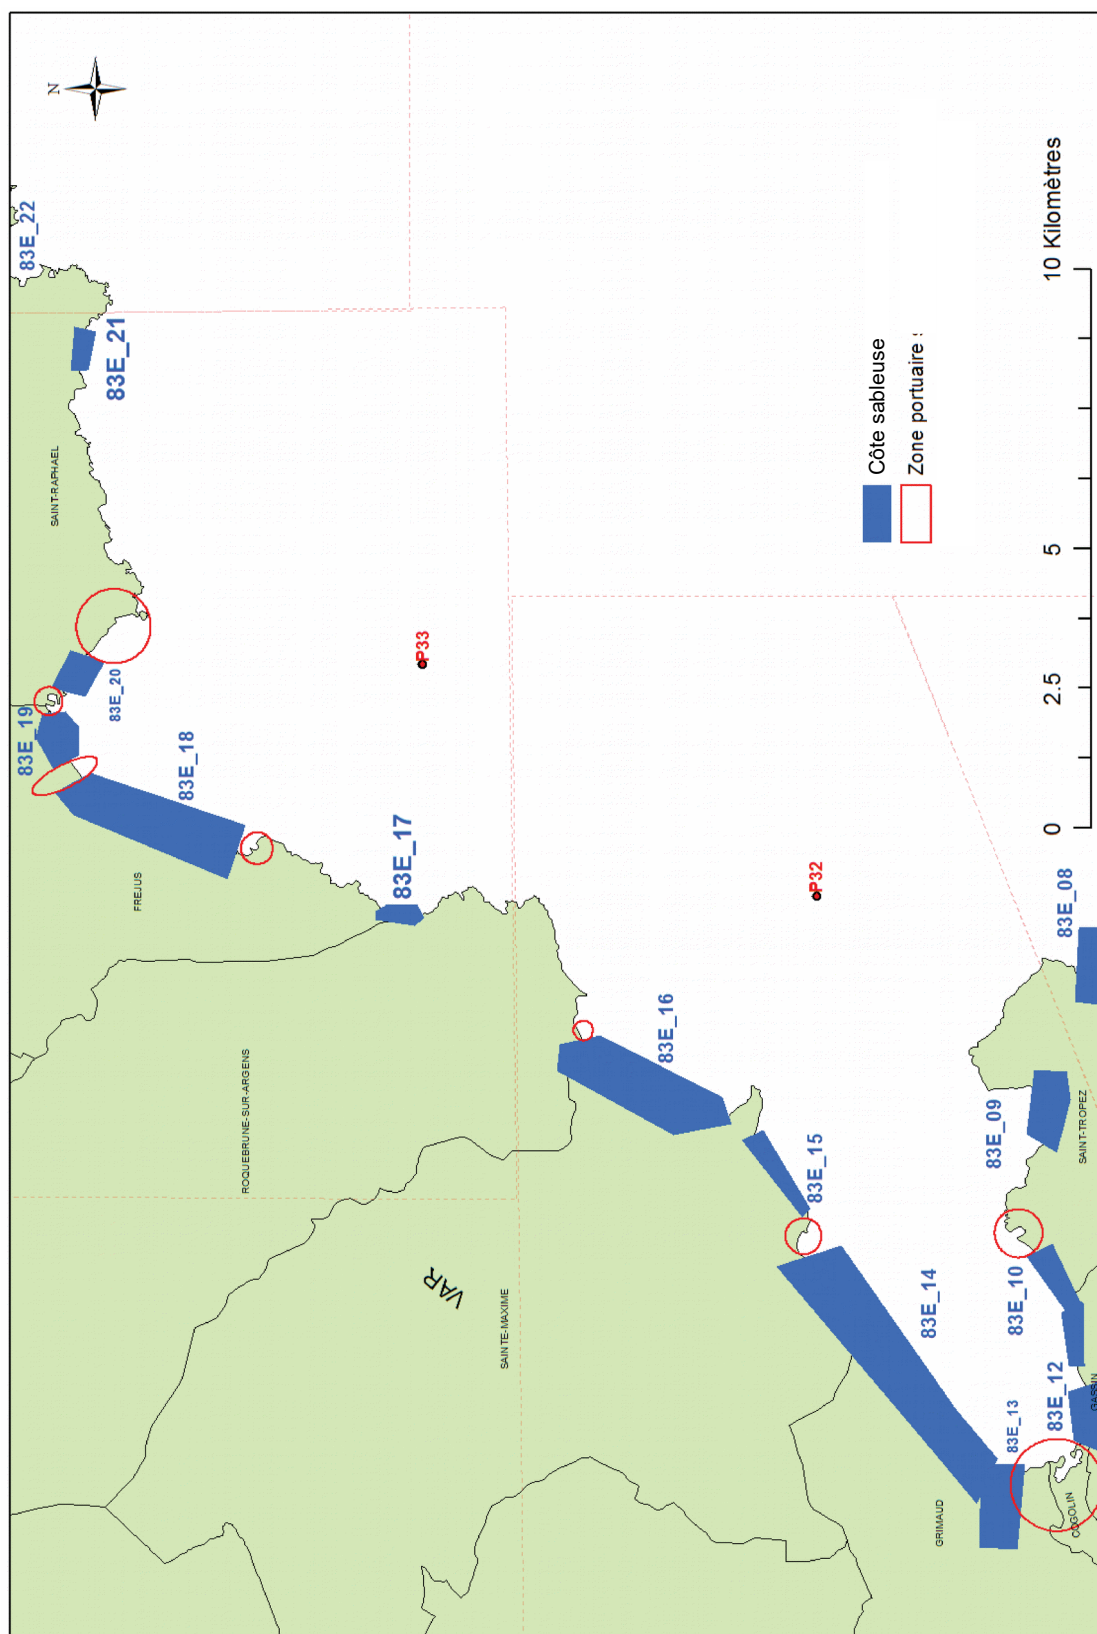 N
83E_22
83E_21
SAINT-RAPHAEL
83E_20
83E_19
83E_18
FREJUS
83E_17
P33
ROQUEBRUNE-SUR-ARGENS
83E_16
P32
83E_15
VAR
SAINTE-MAXIME
83E_14
83E_13
GRIMAUD
83E_12
COGOLIN
GASSIN
83E_10
83E_09
SAINT-TROPEZ
83E_08
Côte sableuse
Zone portuaire :
0 2.5 5 10 Kilomètres